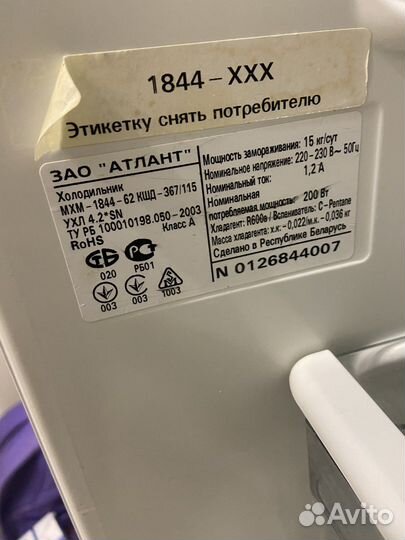 1844 – XXX
Этикетку снять потребителю
ЗАО "АТЛАНТ"
Холодильник
МХМ-1844-62 КШД-367/115
УХЛ 4.2*SN
ТУ РБ 100010198.050-2003
RoHS Класс А
020 РБ01
003 003 1003
Мощность замораживания: 15 кг/сут
Номинальное напряжение: 220-230 В~ 50Гц
Номинальный ток: 1,2 А
Номинальная
потребляемая мощность: 200 Вт
Хладагент: R600a/Вспениватель: C-Pentane
Масса хладагента: х.к.-0,022/м.к.-0,036 кг
Сделано в Республике Беларусь
N 0126844007
Avito